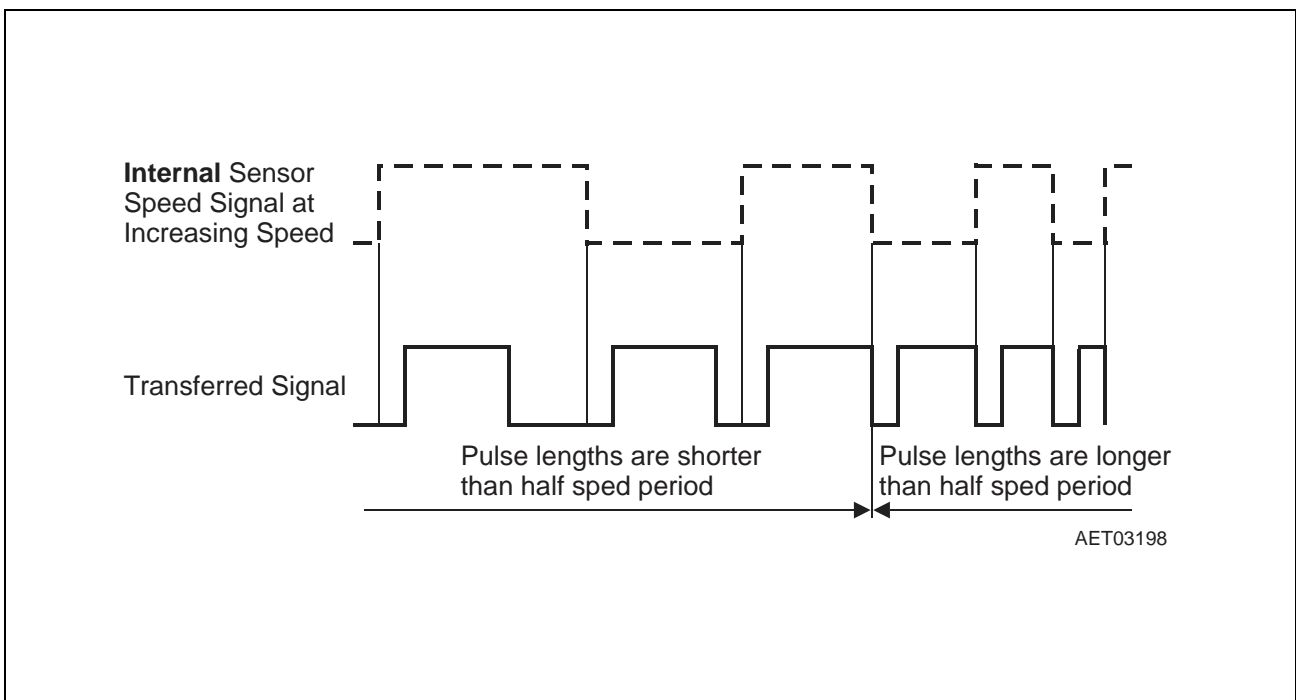 Internal Sensor
Speed Signal at
Increasing Speed
Transferred Signal
Pulse lengths are shorter
than half sped period
Pulse lengths are longer
than half sped period
AET03198